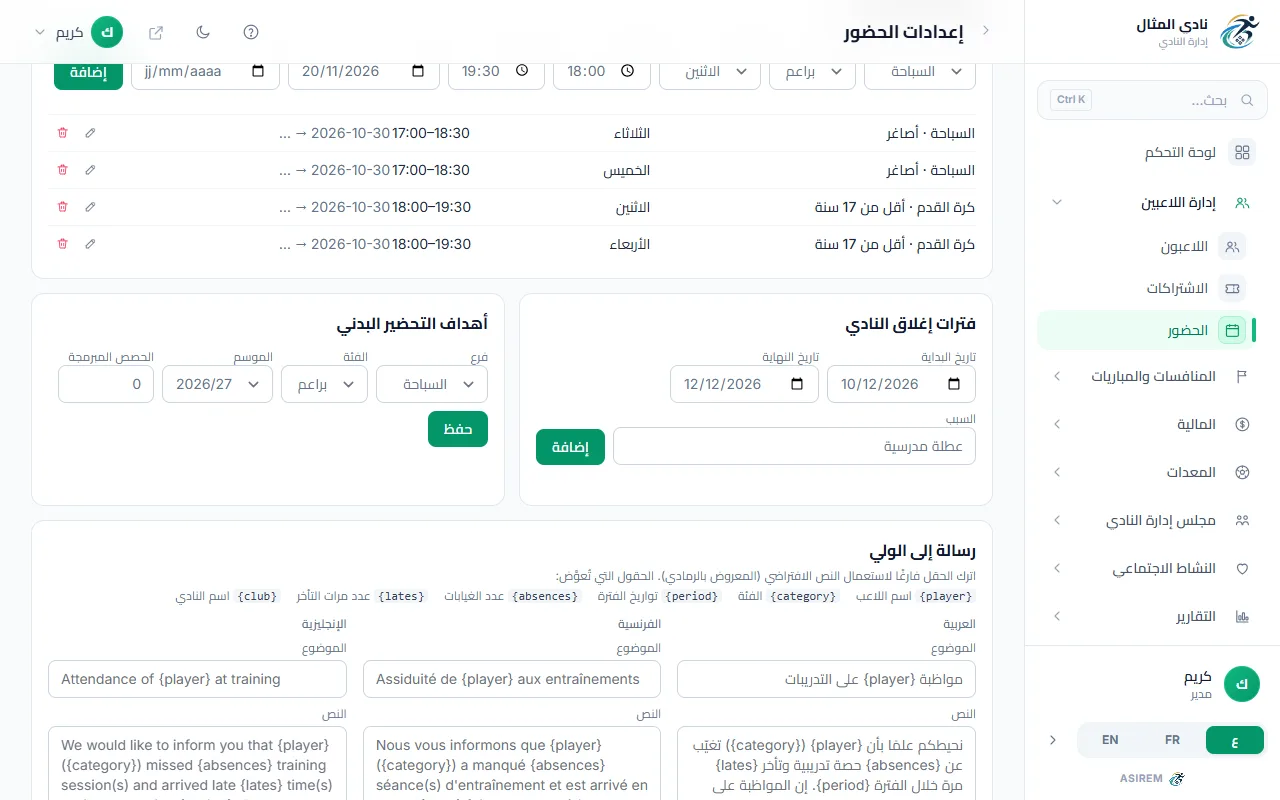 نادي المثال
إدارة النادي
بحث...
Ctrl K
لوحة التحكم
إدارة اللاعبين
اللاعبون
الاشتراكات
الحضور
المنافسات والمباريات
المالية
المعدات
مجلس إدارة النادي
النشاط الاجتماعي
التقارير
ك
كريم
مدير
ع
FR
EN
ASIREM
إعدادات الحضور
ك
كريم
السباحة
براعم
الاثنين
18:00
19:30
20/11/2026
jj/mm/aaaa
إضافة
السباحة · أصاغر الثلاثاء 17:00–18:30 2026-10-30 → ...
السباحة · أصاغر الخميس 17:00–18:30 2026-10-30 → ...
كرة القدم · أقل من 17 سنة الاثنين 18:00–19:30 2026-10-30 → ...
كرة القدم · أقل من 17 سنة الأربعاء 18:00–19:30 2026-10-30 → ...
فترات إغلاق النادي
تاريخ البداية
تاريخ النهاية
10/12/2026
12/12/2026
السبب
عطلة مدرسية
إضافة
أهداف التحضير البدني
فرع
الفئة
الموسم
الحصص المبرمجة
السباحة
براعم
2026/27
0
حفظ
رسالة إلى الولي
اترك الحقل فارغًا لاستعمال النص الافتراضي (المعروض بالرمادي). الحقول التي تُعوَّض:
{player} اسم اللاعب {category} الفئة {period} تواريخ الفترة {absences} عدد الغيابات {lates} عدد مرات التأخر {club} اسم النادي
العربية
الموضوع
مواظبة {player} على التدريبات
النص
نحيطكم علمًا بأن {player} ({category}) تغيّب
عن {absences} حصة تدريبية وتأخر {lates}
مرة خلال الفترة {period}. إن المواظبة على
الفرنسية
الموضوع
Assiduité de {player} aux entraînements
النص
Nous vous informons que {player}
({category}) a manqué {absences}
séance(s) d'entraînement et est arrivé en
الإنجليزية
الموضوع
Attendance of {player} at training
النص
We would like to inform you that {player}
({category}) missed {absences} training
session(s) and arrived late {lates} time(s)